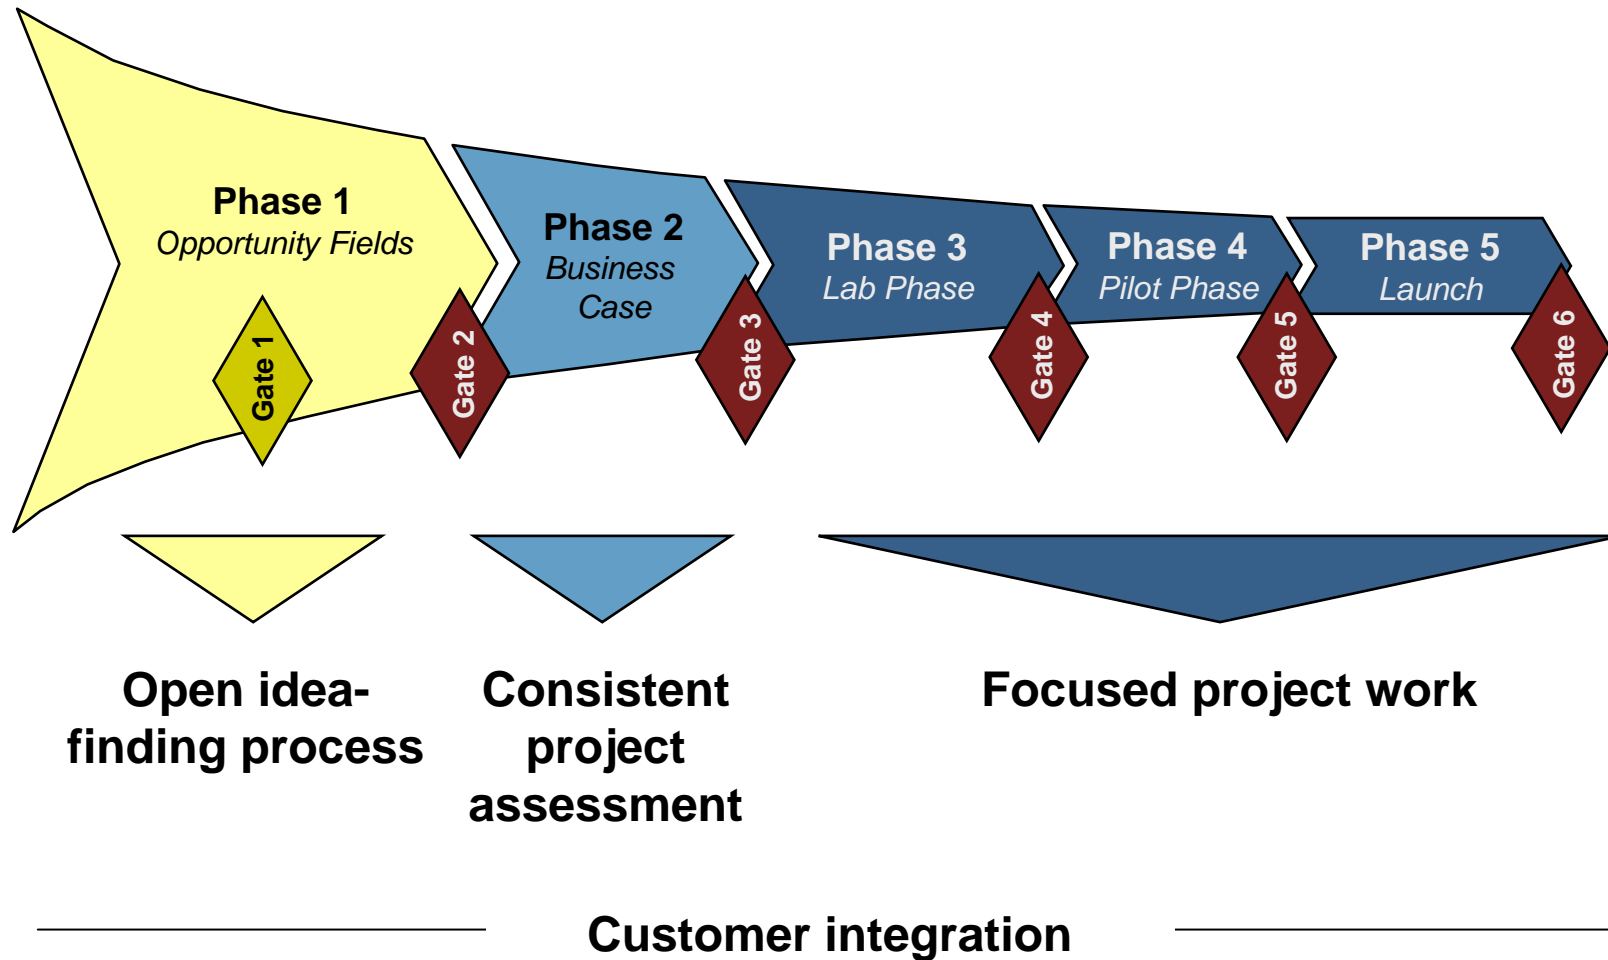 Phase 1
Opportunity Fields
Phase 2
Business
Case
Phase 3
Lab Phase
Phase 4
Pilot Phase
Phase 5
Launch
Gate 1
Gate 2
Gate 3
Gate 4
Gate 5
Gate 6
Open idea-
finding process
Consistent
project
assessment
Focused project work
Customer integration